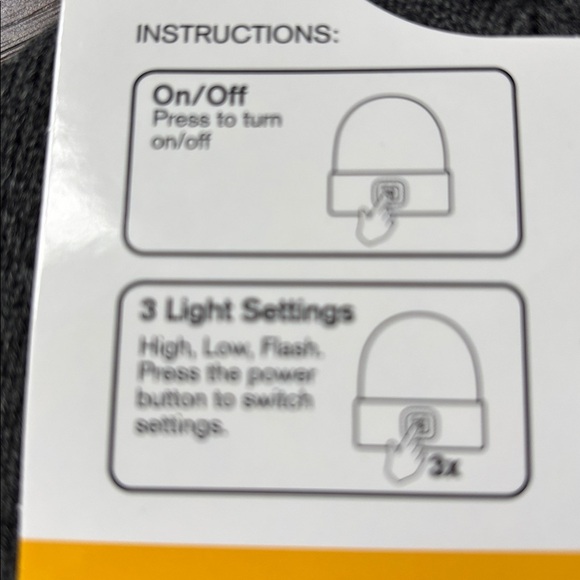 INSTRUCTIONS:
On/Off
Press to turn
on/off
3 Light Settings
High, Low, Flash.
Press the power
button to switch
settings.
3x